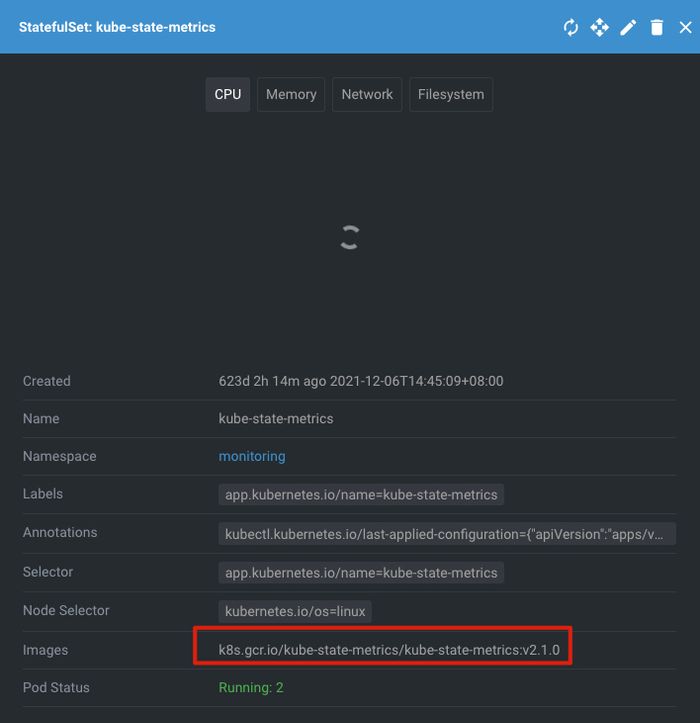 StatefulSet: kube-state-metrics
CPU Memory Network Filesystem
Created 623d 2h 14m ago 2021-12-06T14:45:09+08:00
Name kube-state-metrics
Namespace monitoring
Labels app.kubernetes.io/name=kube-state-metrics
Annotations kubectl.kubernetes.io/last-applied-configuration={"apiVersion":"apps/v...
Selector app.kubernetes.io/name=kube-state-metrics
Node Selector kubernetes.io/os=linux
Images k8s.gcr.io/kube-state-metrics/kube-state-metrics:v2.1.0
Pod Status Running: 2